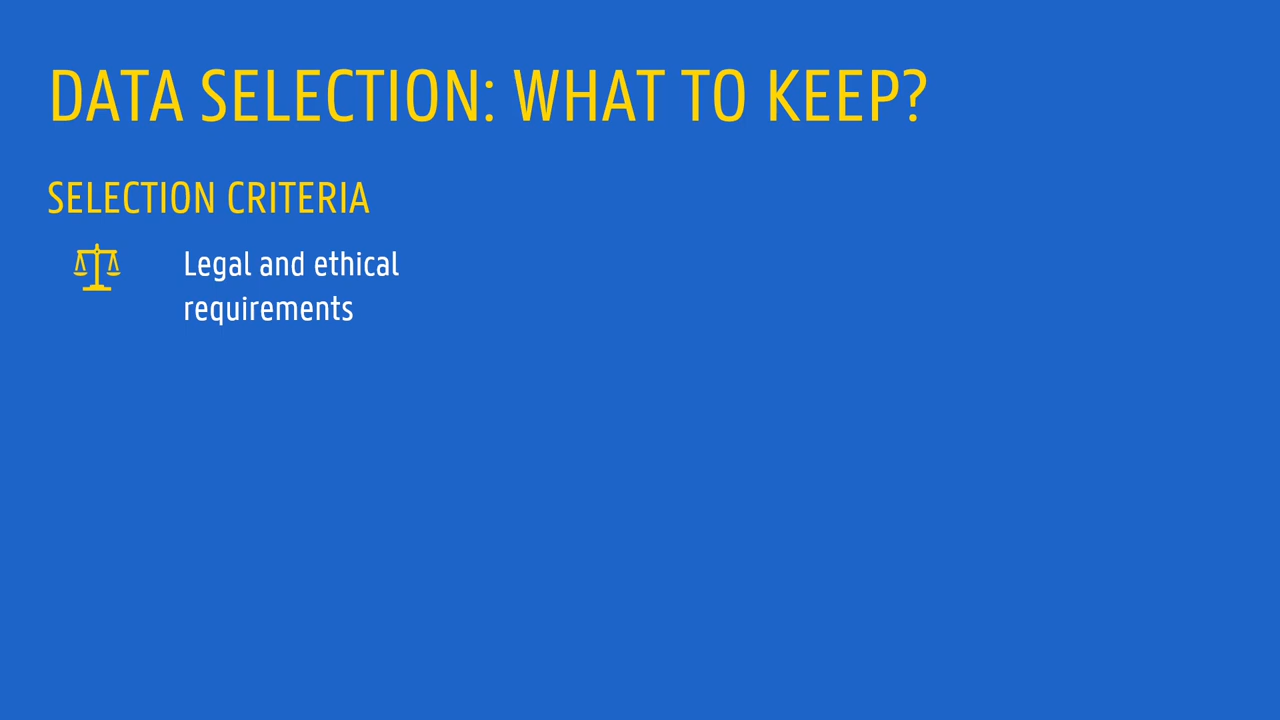 DATA SELECTION: WHAT TO KEEP?
SELECTION CRITERIA
Legal and ethical
requirements